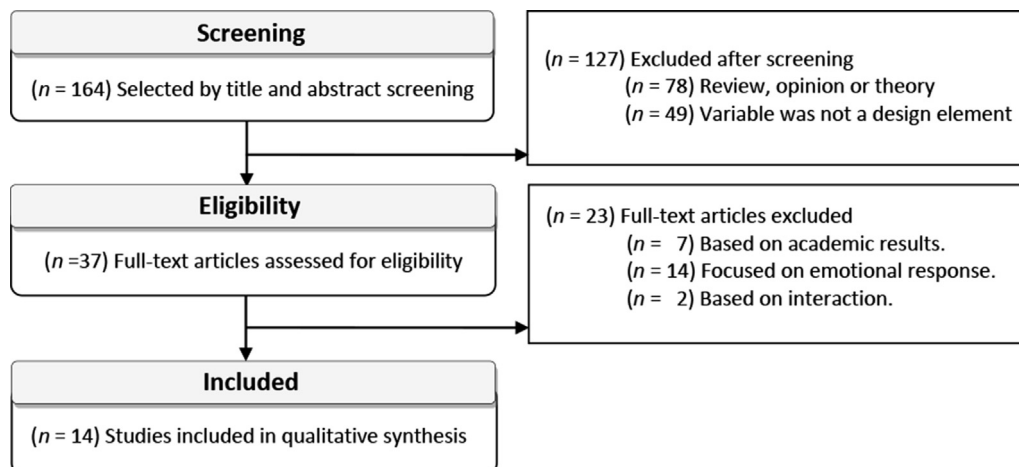 Screening
(n = 164) Selected by title and abstract screening
(n = 127) Excluded after screening
(n = 78) Review, opinion or theory
(n = 49) Variable was not a design element
Eligibility
(n =37) Full-text articles assessed for eligibility
(n = 23) Full-text articles excluded
(n = 7) Based on academic results.
(n = 14) Focused on emotional response.
(n = 2) Based on interaction.
Included
(n = 14) Studies included in qualitative synthesis